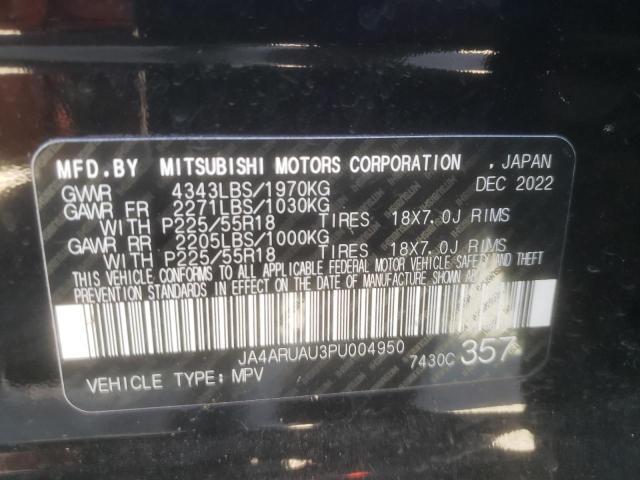 MFD.BY MITSUBISHI MOTORS CORPORATION , JAPAN
GVWR 4343LBS/1970KG DEC 2022
GAWR FR 2271LBS/1030KG
WITH P225/55R18 TIRES 18X7.0J RIMS
GAWR RR 2205LBS/1000KG
WITH P225/55R18 TIRES 18X7.0J RIMS
THIS VEHICLE CONFORMS TO ALL APPLICABLE FEDERAL MOTOR VEHICLE SAFETY AND THEFT
PREVENTION STANDARDS IN EFFECT ON THE DATE OF MANUFACTURE SHOWN ABOVE.
JA4ARUAU3PU004950 7430C 357
VEHICLE TYPE: MPV